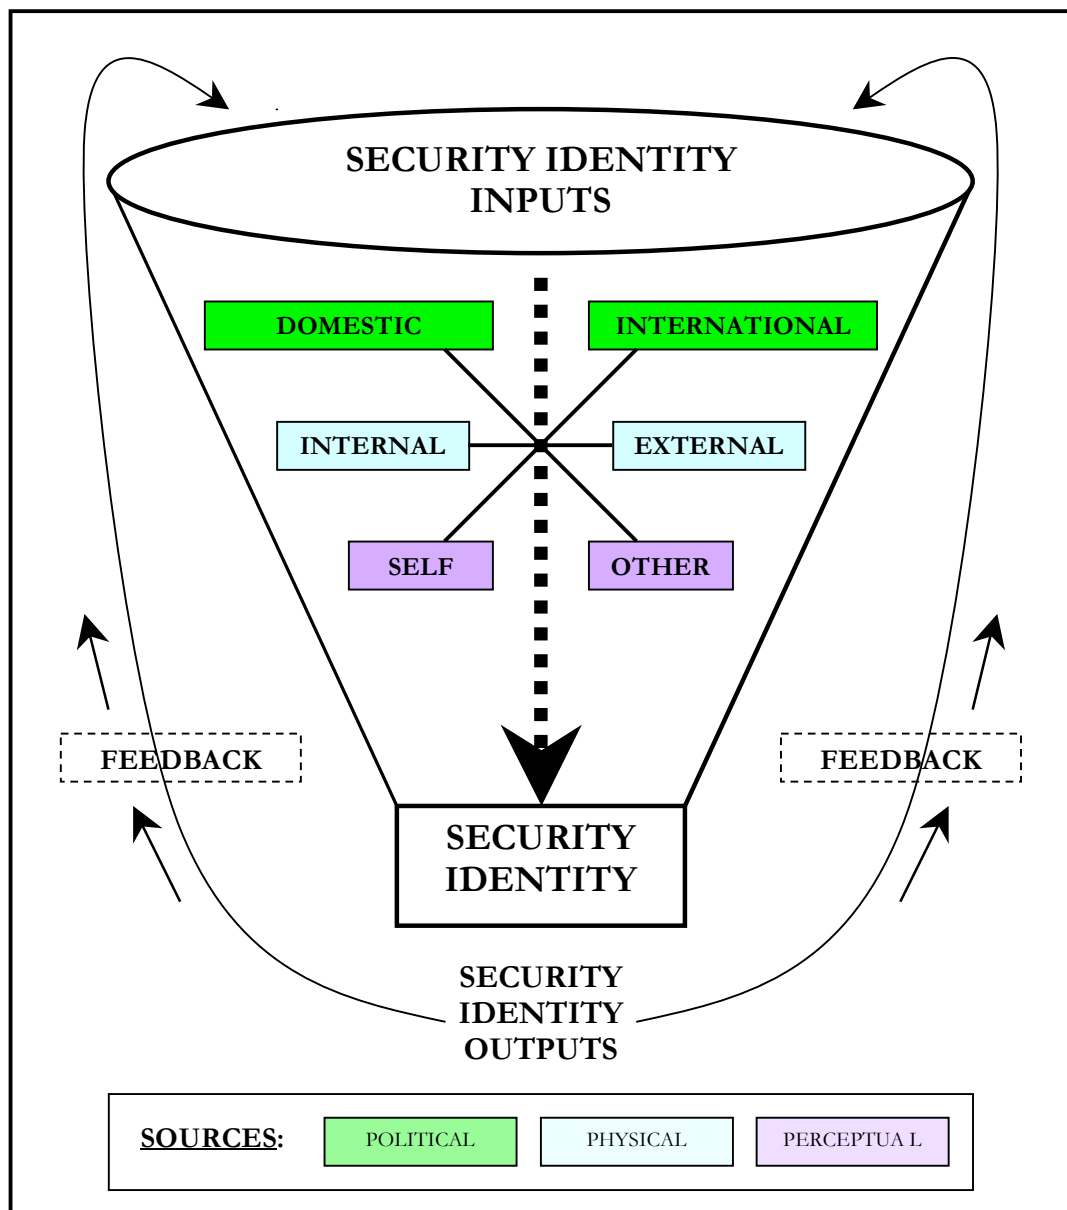 SECURITY IDENTITY
INPUTS
DOMESTIC
INTERNATIONAL
INTERNAL
EXTERNAL
SELF
OTHER
FEEDBACK
FEEDBACK
SECURITY
IDENTITY
SECURITY
IDENTITY
OUTPUTS
SOURCES:
POLITICAL
PHYSICAL
PERCEPTUA L